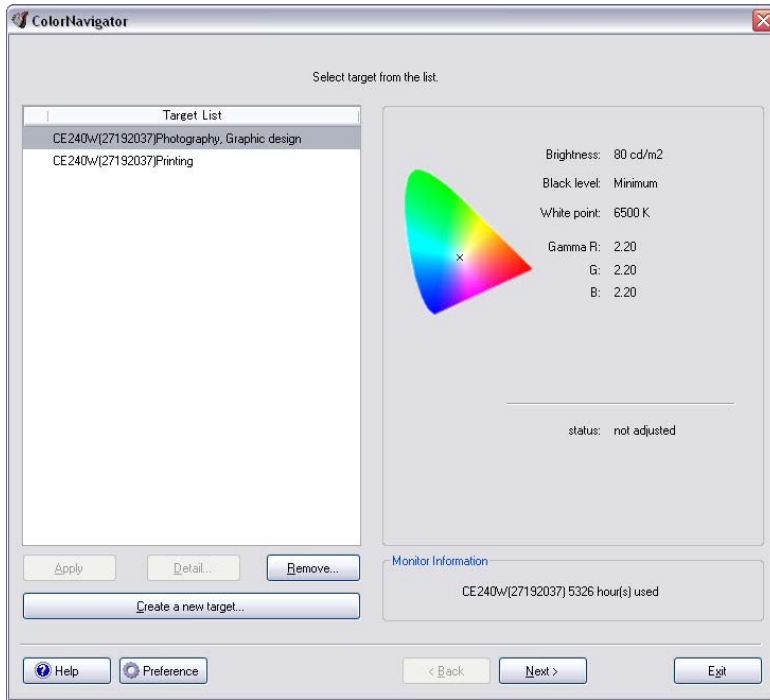 ColorNavigator
Select target from the list.
Target List
CE240W(27192037)Photography, Graphic design
CE240W(27192037)Printing
Brightness: 80 cd/m2
Black level: Minimum
White point: 6500 K
Gamma R: 2.20
G: 2.20
B: 2.20
status: not adjusted
Apply Detail... Remove...
Create a new target...
Monitor Information
CE240W(27192037) 5326 hour(s) used
Help Preference < Back Next > Exit